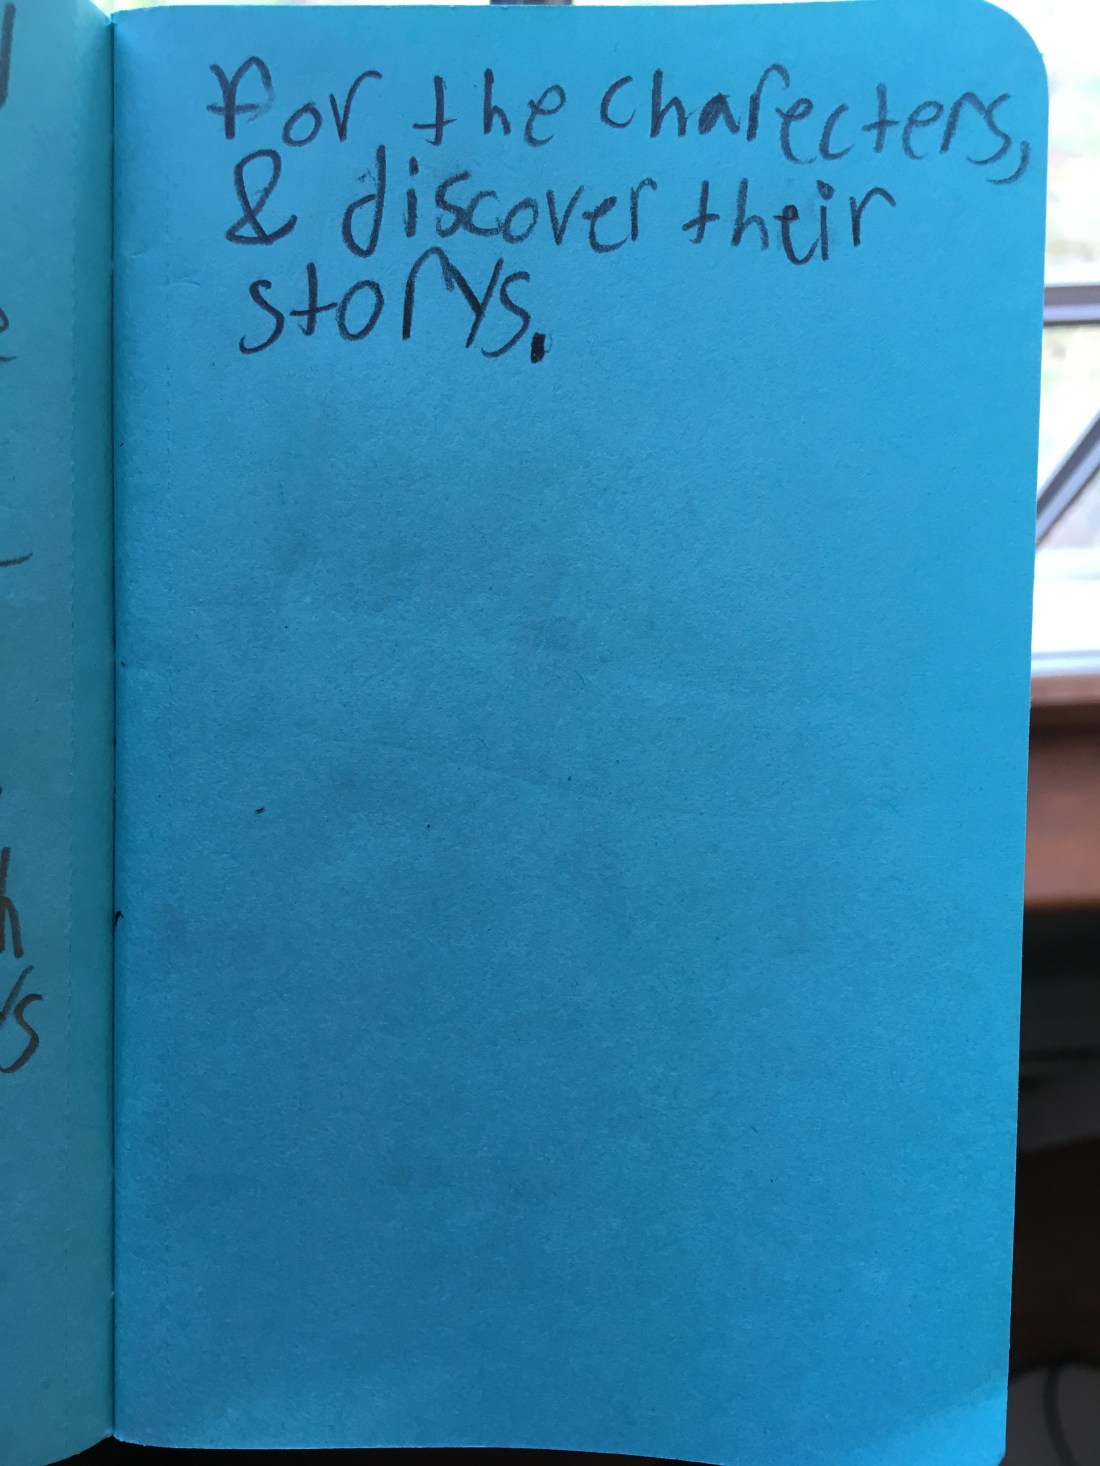 for the charecters,
& discover their
storys.